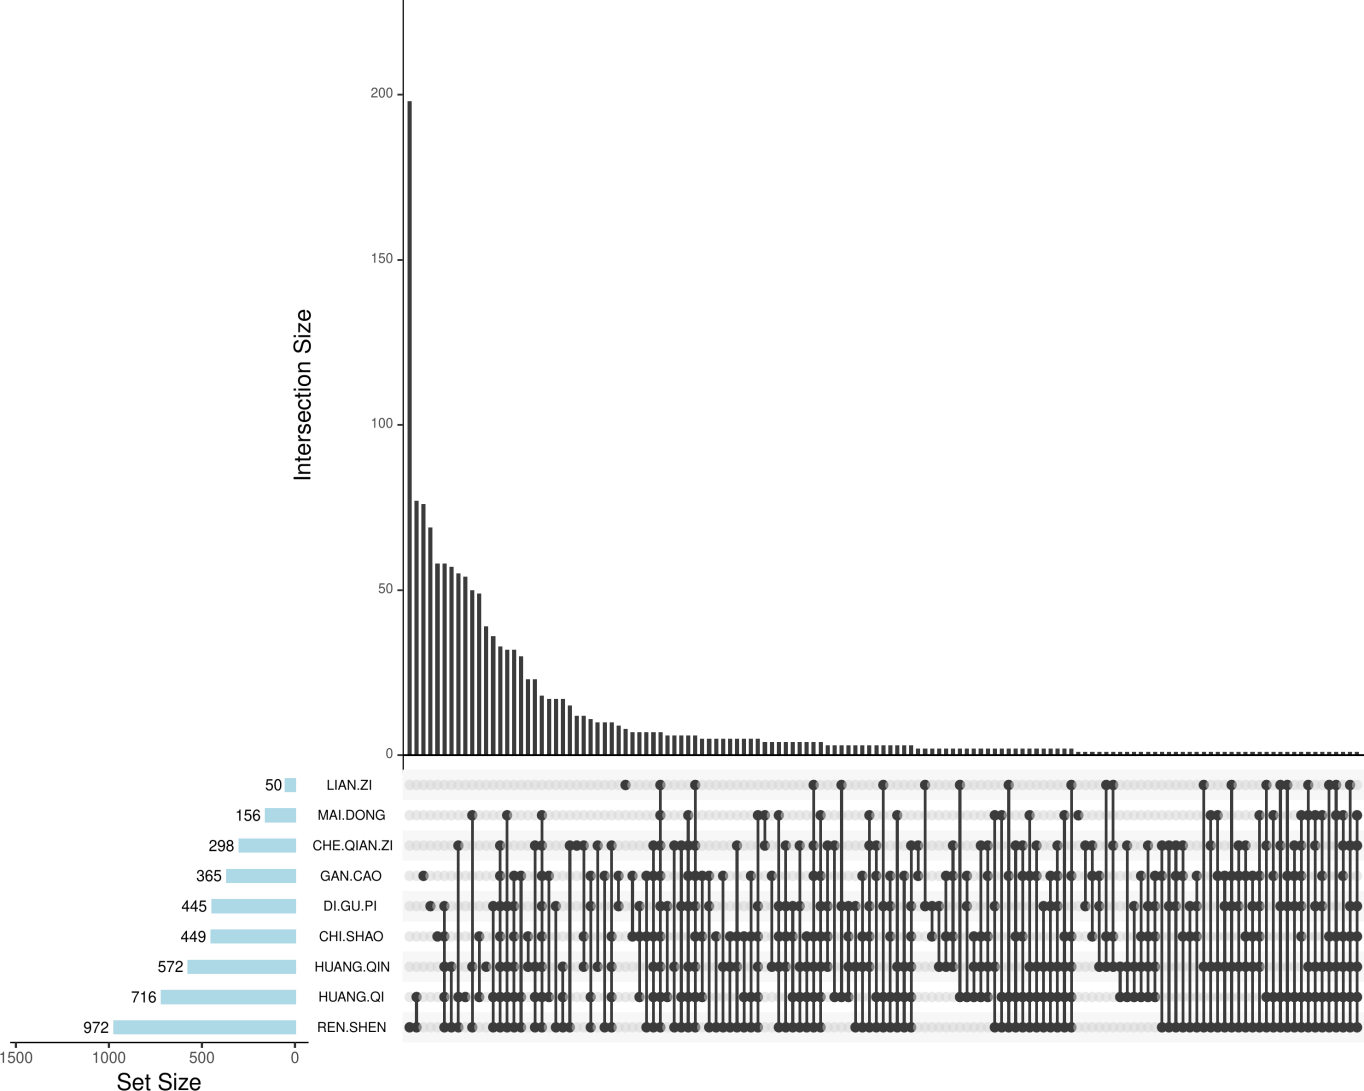 200
150
100
50
0
Intersection Size
50 LIAN.ZI
156 MAI.DONG
298 CHE.QIAN.ZI
365 GAN.CAO
445 DI.GU.PI
449 CHI.SHAO
572 HUANG.QIN
716 HUANG.QI
972 REN.SHEN
1500 1000 500 0
Set Size